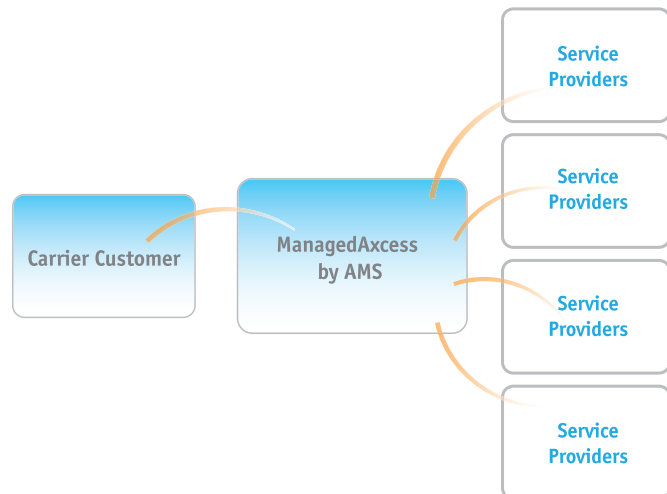 Service
Providers
Service
Providers
Carrier Customer
ManagedAxcess
by AMS
Service
Providers
Service
Providers